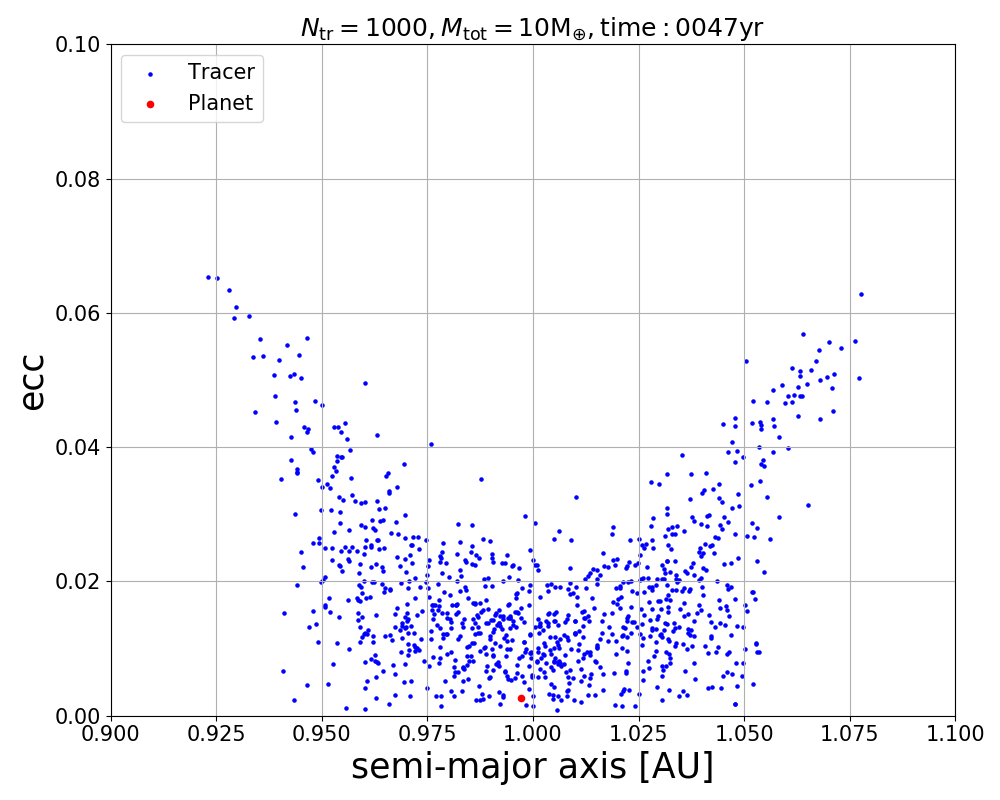 N_tr = 1000, M_tot = 10M_⊕, time : 0047yr
Tracer
Planet
0.10
0.08
0.06
0.04
0.02
0.00
ecc
0.900 0.925 0.950 0.975 1.000 1.025 1.050 1.075 1.100
semi-major axis [AU]